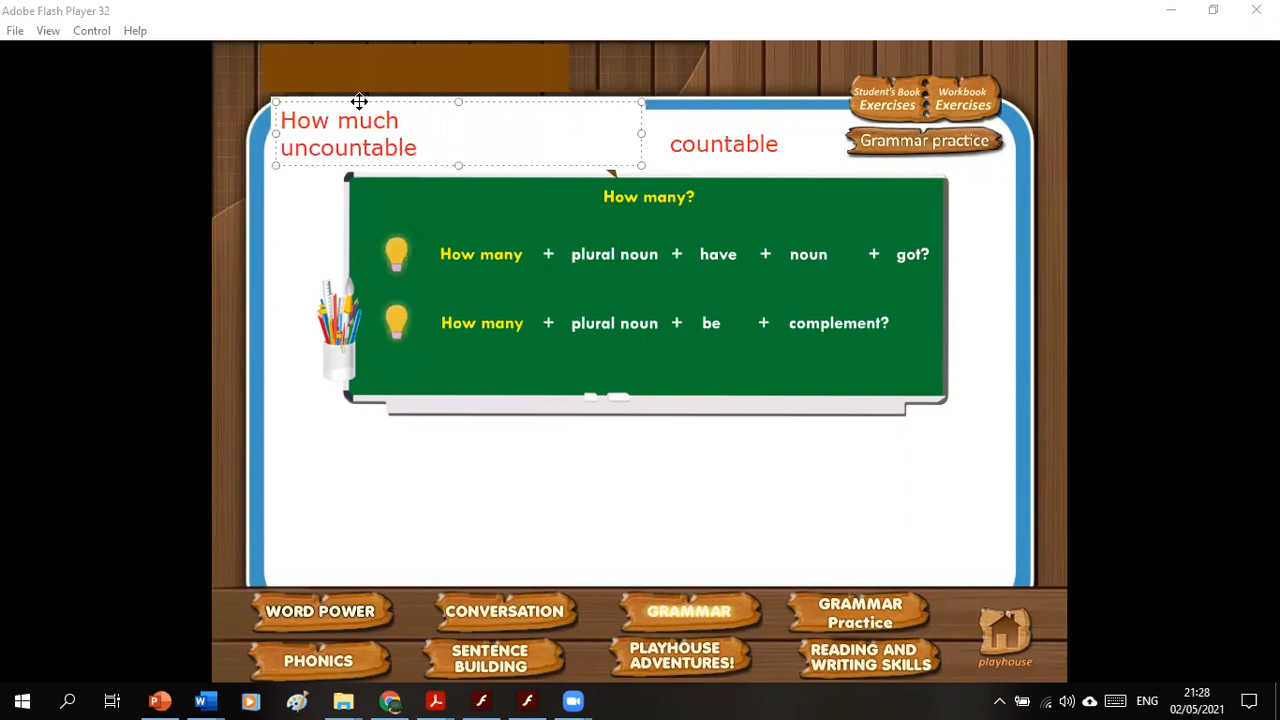 Adobe Flash Player 32
File View Control Help
Student's Book
Exercises
Workbook
Exercises
How much
uncountable
countable
Grammar practice
How many?
How many + plural noun + have + noun + got?
How many + plural noun + be + complement?
WORD POWER
CONVERSATION
GRAMMAR
GRAMMAR
Practice
PHONICS
SENTENCE
BUILDING
PLAYHOUSE
ADVENTURES!
READING AND
WRITING SKILLS
playhouse
ENG
21:28
02/05/2021